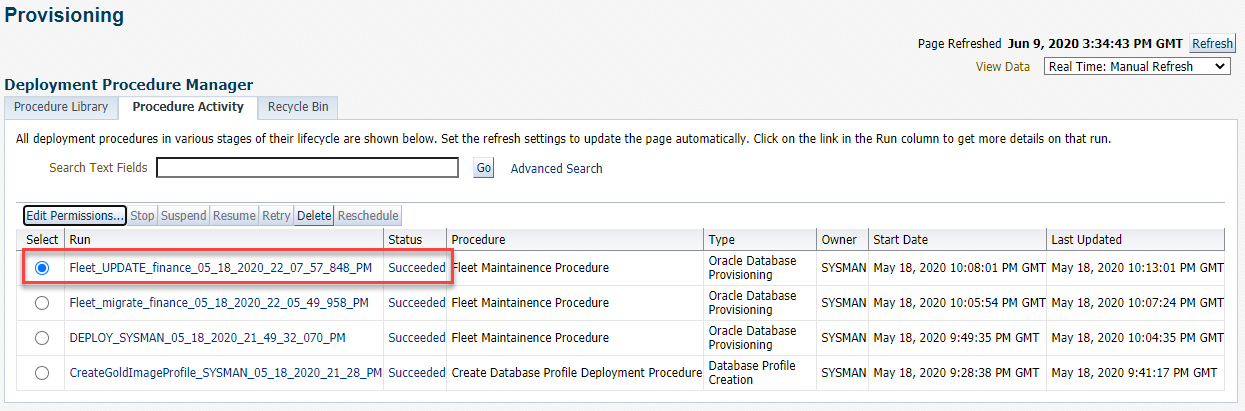 Provisioning
Page Refreshed Jun 9, 2020 3:34:43 PM GMT Refresh
View Data Real Time: Manual Refresh
Deployment Procedure Manager
Procedure Library Procedure Activity Recycle Bin
All deployment procedures in various stages of their lifecycle are shown below. Set the refresh settings to update the page automatically. Click on the link in the Run column to get more details on that run.
Search Text Fields Go Advanced Search
Edit Permissions... Stop Suspend Resume Retry Delete Reschedule
Select Run Status Procedure Type Owner Start Date Last Updated
Fleet_UPDATE_finance_05_18_2020_22_07_57_848_PM Succeeded Fleet Maintainence Procedure Oracle Database Provisioning SYSMAN May 18, 2020 10:08:01 PM GMT May 18, 2020 10:13:01 PM GMT
Fleet_migrate_finance_05_18_2020_22_05_49_958_PM Succeeded Fleet Maintainence Procedure Oracle Database Provisioning SYSMAN May 18, 2020 10:05:54 PM GMT May 18, 2020 10:07:24 PM GMT
DEPLOY_SYSMAN_05_18_2020_21_49_32_070_PM Succeeded Fleet Maintainence Procedure Oracle Database Provisioning SYSMAN May 18, 2020 9:49:35 PM GMT May 18, 2020 10:04:35 PM GMT
CreateGoldImageProfile_SYSMAN_05_18_2020_21_28_PM Succeeded Create Database Profile Deployment Procedure Database Profile Creation SYSMAN May 18, 2020 9:28:38 PM GMT May 18, 2020 9:41:17 PM GMT